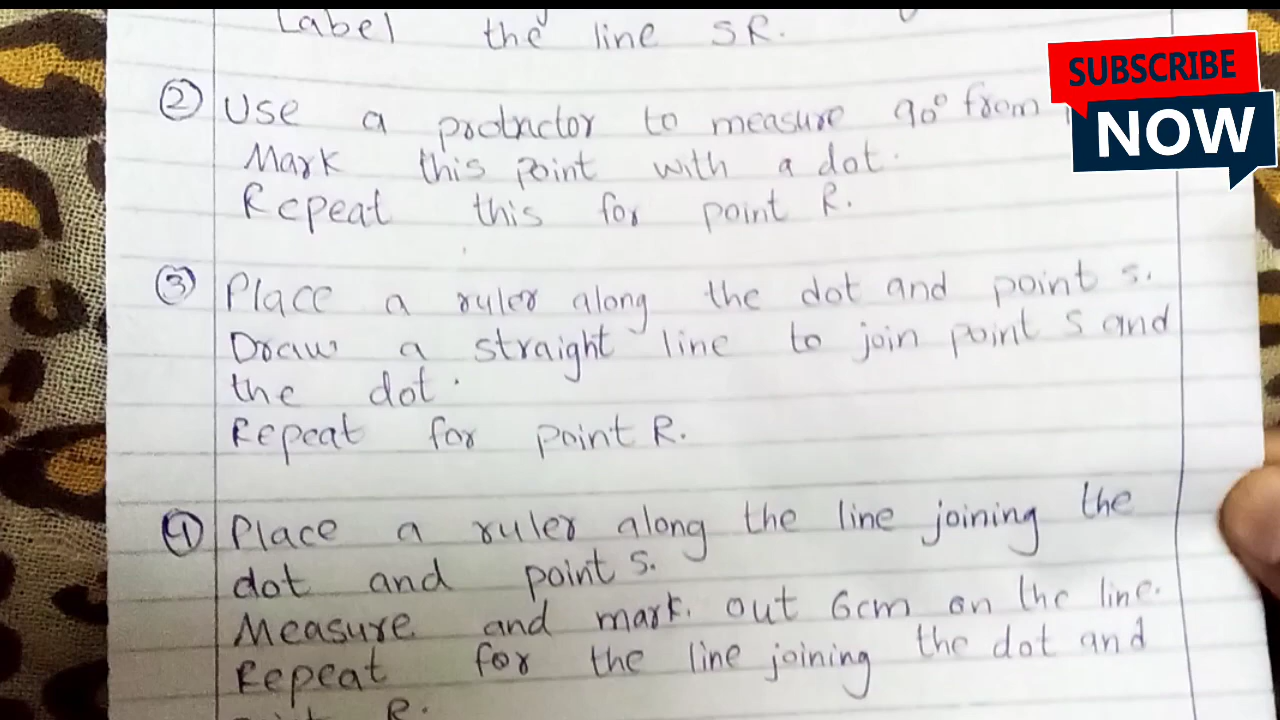 Label the line SR.
② Use a protractor to measure 90° from
Mark this point with a dot.
Repeat this for point R.
③ Place a ruler along the dot and point S.
Draw a straight line to join point S and
the dot.
Repeat for point R.
④ Place a ruler along the line joining the
dot and point S.
Measure and mark. out 6cm on the line.
Repeat for the line joining the dot and
R.
SUBSCRIBE
NOW